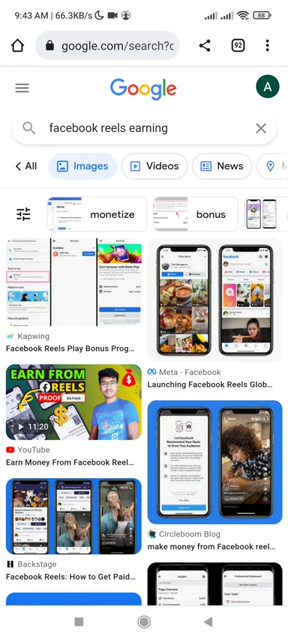 9:43 AM | 66.3KB/s
88
google.com/search?c
92
Google
A
facebook reels earning
All
Images
Videos
News
monetize
bonus
Kapwing
Facebook Reels Play Bonus Prog...
Meta - Facebook
Launching Facebook Reels Glob...
EARN FROM
REELS
PROOF
11:20
YouTube
Earn Money From Facebook Reel...
Circleboom Blog
make money from Facebook reel...
Backstage
Facebook Reels: How to Get Paid...